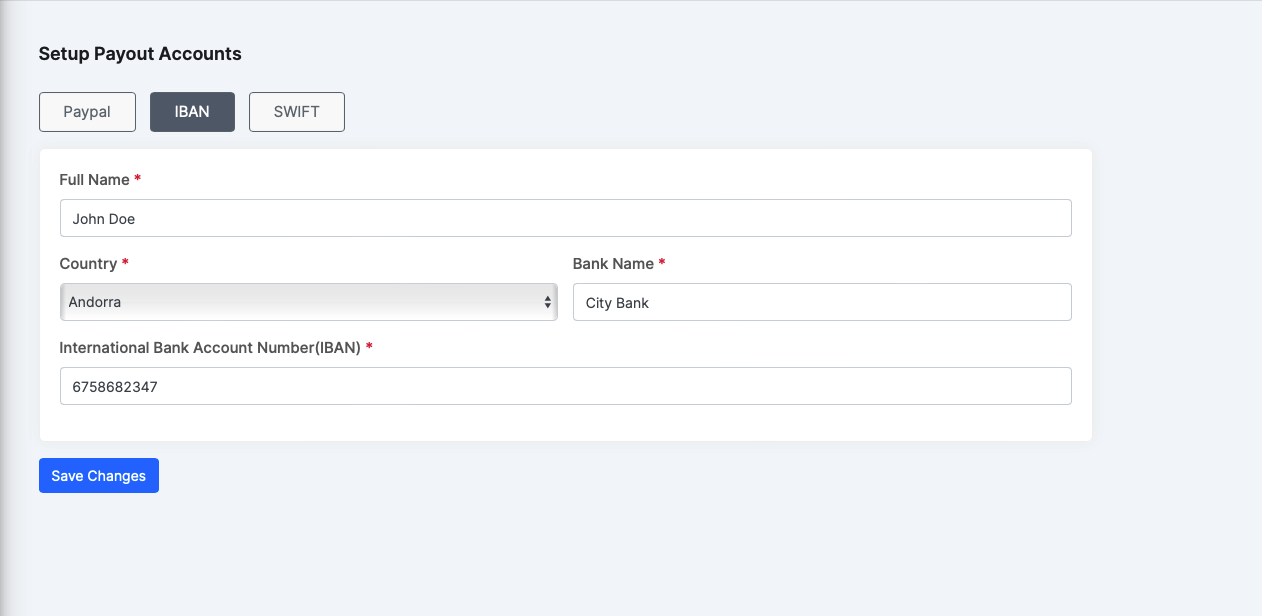 Setup Payout Accounts
Paypal IBAN SWIFT
Full Name *
John Doe
Country * Bank Name *
Andorra City Bank
International Bank Account Number(IBAN) *
6758682347
Save Changes